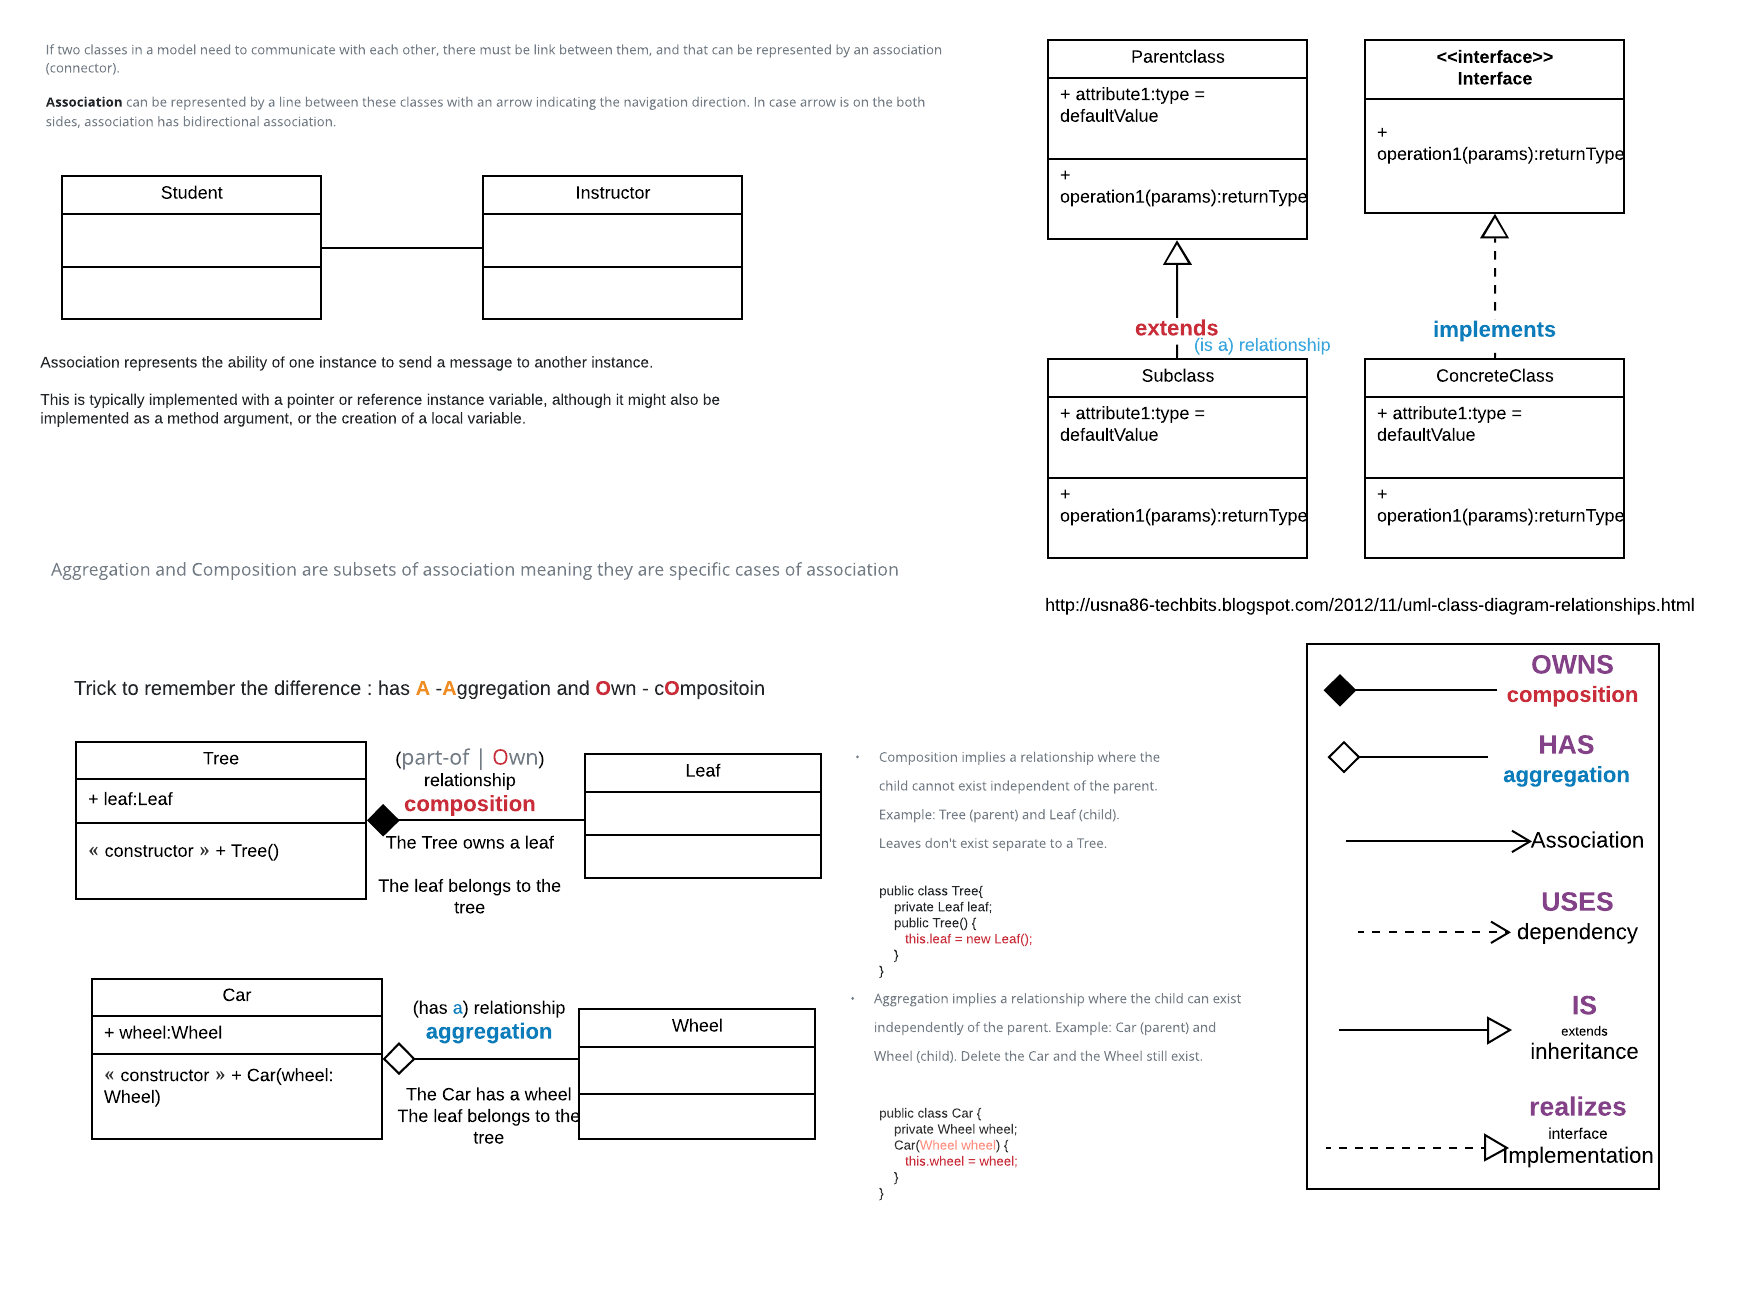 If two classes in a model need to communicate with each other, there must be link between them, and that can be represented by an association
(connector).
Association can be represented by a line between these classes with an arrow indicating the navigation direction. In case arrow is on the both
sides, association has bidirectional association.
Student
Instructor
Association represents the ability of one instance to send a message to another instance.
This is typically implemented with a pointer or reference instance variable, although it might also be
implemented as a method argument, or the creation of a local variable.
Parentclass
+ attribute1:type =
defaultValue
+
operation1(params):returnType
extends
(is a) relationship
Subclass
+ attribute1:type =
defaultValue
+
operation1(params):returnType
<<interface>>
Interface
+
operation1(params):returnType
implements
ConcreteClass
+ attribute1:type =
defaultValue
+
operation1(params):returnType
Aggregation and Composition are subsets of association meaning they are specific cases of association
http://usna86-techbits.blogspot.com/2012/11/uml-class-diagram-relationships.html
Trick to remember the difference : has A -Aggregation and Own - cOmpositoin
Tree
+ leaf:Leaf
« constructor » + Tree()
(part-of | Own)
relationship
composition
The Tree owns a leaf
The leaf belongs to the
tree
Leaf
• Composition implies a relationship where the
child cannot exist independent of the parent.
Example: Tree (parent) and Leaf (child).
Leaves don't exist separate to a Tree.
public class Tree{
private Leaf leaf;
public Tree() {
this.leaf = new Leaf();
}
}
Car
+ wheel:Wheel
« constructor » + Car(wheel:
Wheel)
(has a) relationship
aggregation
The Car has a wheel
The leaf belongs to the
tree
Wheel
• Aggregation implies a relationship where the child can exist
independently of the parent. Example: Car (parent) and
Wheel (child). Delete the Car and the Wheel still exist.
public class Car {
private Wheel wheel;
Car(Wheel wheel) {
this.wheel = wheel;
}
}
OWNS
composition
HAS
aggregation
Association
USES
dependency
IS
extends
inheritance
realizes
interface
Implementation